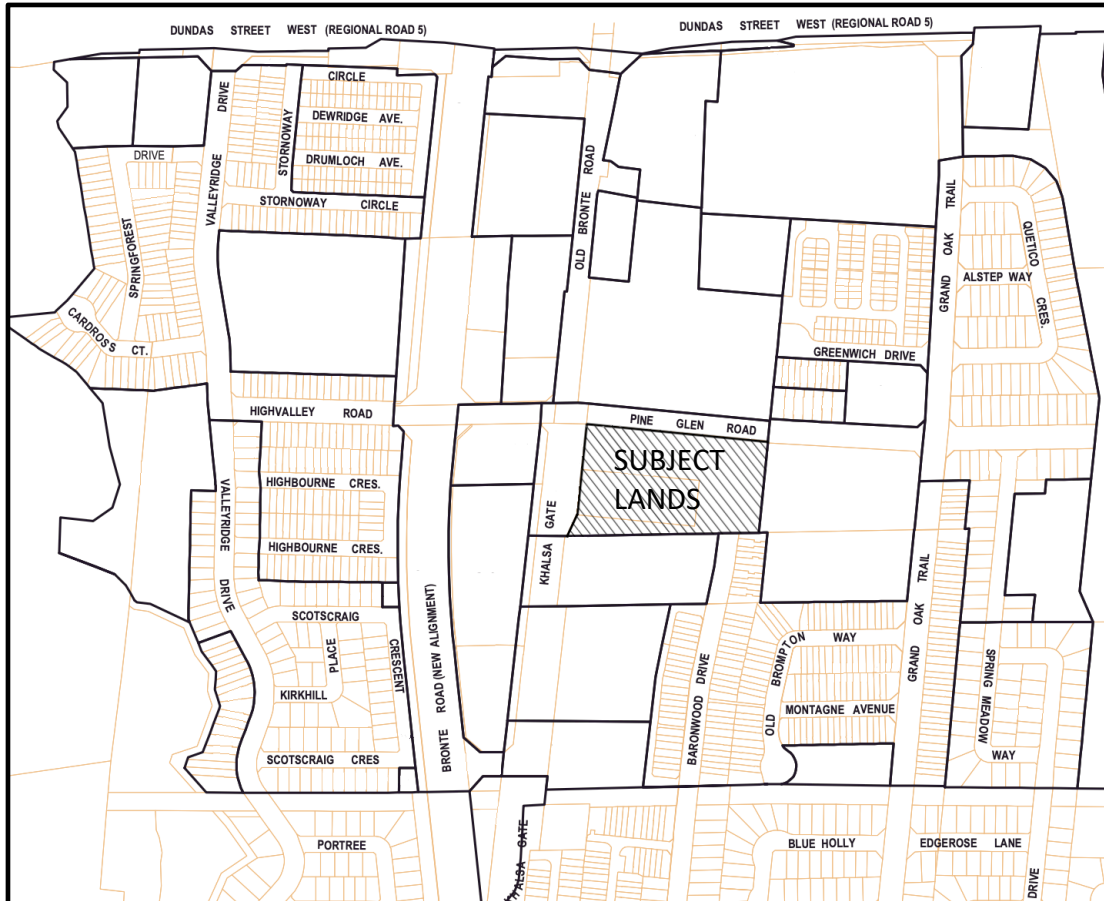 DUNDAS STREET WEST (REGIONAL ROAD 5)
DUNDAS STREET WEST (REGIONAL ROAD 5)
CIRCLE
DRIVE
DEWRIDGE AVE.
STORNOWAY
DRUMLOCH AVE.
DRIVE
VALLEYRIDGE
STORNOWAY CIRCLE
OLD BRONTE ROAD
GRAND OAK TRAIL
QUETICO CRES.
ALSTEP WAY
SPRINGFOREST
CARDROSS CT.
GREENWICH DRIVE
HIGHVALLEY ROAD
PINE GLEN ROAD
SUBJECT
LANDS
HIGHBOURNE CRES.
VALLEYRIDGE DRIVE
KHALSA GATE
HIGHBOURNE CRES.
GRAND OAK TRAIL
SCOTSCRAIG
CRESCENT
PLACE
KIRKHILL
BRONTE ROAD (NEW ALIGNMENT)
BARONWOOD DRIVE
OLD BROMPTON WAY
MONTAGNE AVENUE
SPRING MEADOW
WAY
SCOTSCRAIG CRES
KHALSA GATE
PORTREE
BLUE HOLLY
EDGEROSE LANE
DRIVE